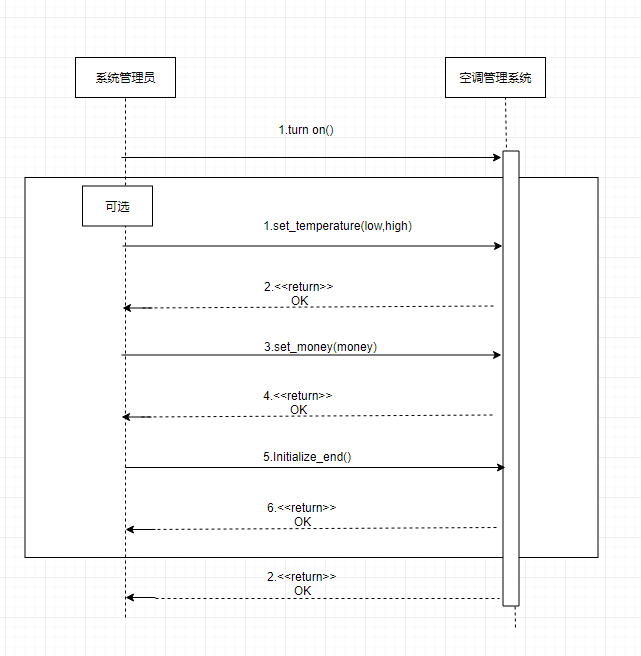 系统管理员
空调管理系统
1.turn on()
可选
1.set_temperature(low,high)
2.<<return>>
OK
3.set_money(money)
4.<<return>>
OK
5.Initialize_end()
6.<<return>>
OK
2.<<return>>
OK